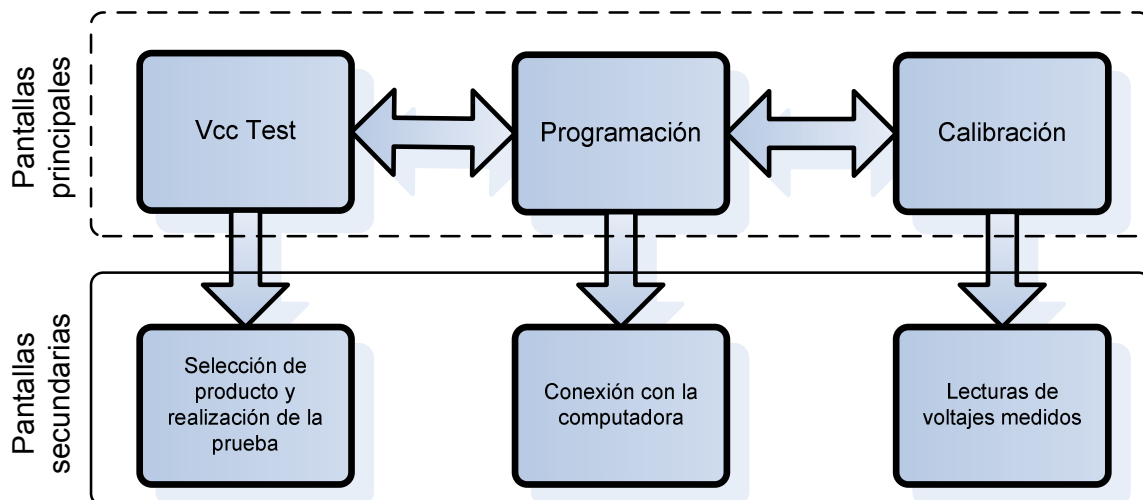 Pantallas
principales
Vcc Test
Programación
Calibración
Pantallas
secundarias
Selección de
producto y
realización de la
prueba
Conexión con la
computadora
Lecturas de
voltajes medidos